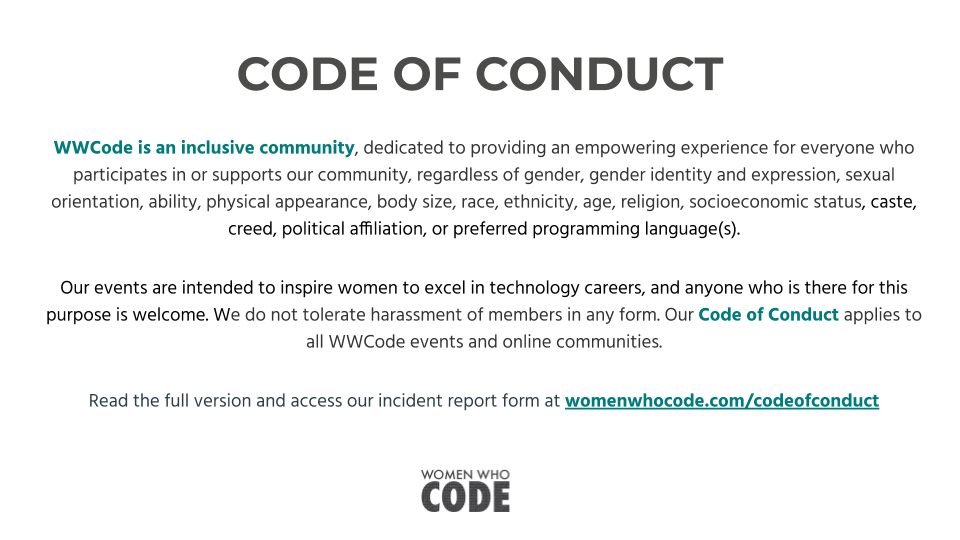 CODE OF CONDUCT
WWCode is an inclusive community, dedicated to providing an empowering experience for everyone who
participates in or supports our community, regardless of gender, gender identity and expression, sexual
orientation, ability, physical appearance, body size, race, ethnicity, age, religion, socioeconomic status, caste,
creed, political affiliation, or preferred programming language(s).
Our events are intended to inspire women to excel in technology careers, and anyone who is there for this
purpose is welcome. We do not tolerate harassment of members in any form. Our Code of Conduct applies to
all WWCode events and online communities.
Read the full version and access our incident report form at womenwhocode.com/codeofconduct
WOMEN WHO
CODE